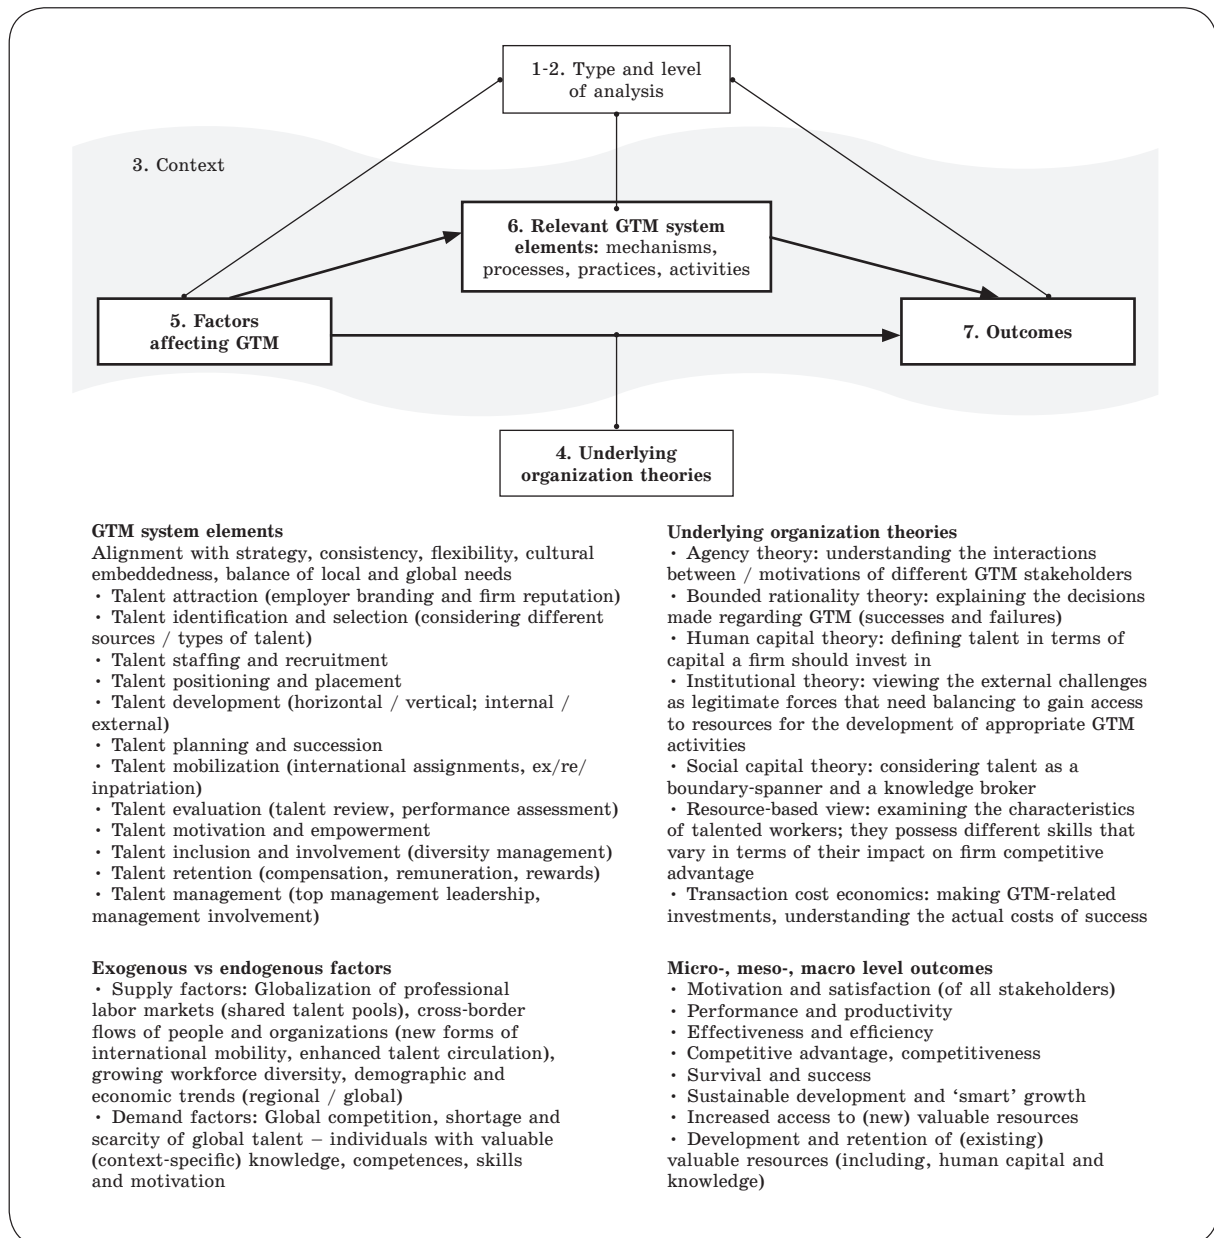 1-2. Type and level
of analysis
3. Context
6. Relevant GTM system
elements: mechanisms,
processes, practices, activities
5. Factors
affecting GTM
7. Outcomes
4. Underlying
organization theories
GTM system elements
Alignment with strategy, consistency, flexibility, cultural
embeddedness, balance of local and global needs
· Talent attraction (employer branding and firm reputation)
· Talent identification and selection (considering different
sources / types of talent)
· Talent staffing and recruitment
· Talent positioning and placement
· Talent development (horizontal / vertical; internal /
external)
· Talent planning and succession
· Talent mobilization (international assignments, ex/re/
inpatriation)
· Talent evaluation (talent review, performance assessment)
· Talent motivation and empowerment
· Talent inclusion and involvement (diversity management)
· Talent retention (compensation, remuneration, rewards)
· Talent management (top management leadership,
management involvement)
Underlying organization theories
· Agency theory: understanding the interactions
between / motivations of different GTM stakeholders
· Bounded rationality theory: explaining the decisions
made regarding GTM (successes and failures)
· Human capital theory: defining talent in terms of
capital a firm should invest in
· Institutional theory: viewing the external challenges
as legitimate forces that need balancing to gain access
to resources for the development of appropriate GTM
activities
· Social capital theory: considering talent as a
boundary-spanner and a knowledge broker
· Resource-based view: examining the characteristics
of talented workers; they possess different skills that
vary in terms of their impact on firm competitive
advantage
· Transaction cost economics: making GTM-related
investments, understanding the actual costs of success
Exogenous vs endogenous factors
· Supply factors: Globalization of professional
labor markets (shared talent pools), cross-border
flows of people and organizations (new forms of
international mobility, enhanced talent circulation),
growing workforce diversity, demographic and
economic trends (regional / global)
· Demand factors: Global competition, shortage and
scarcity of global talent – individuals with valuable
(context-specific) knowledge, competences, skills
and motivation
Micro-, meso-, macro level outcomes
· Motivation and satisfaction (of all stakeholders)
· Performance and productivity
· Effectiveness and efficiency
· Competitive advantage, competitiveness
· Survival and success
· Sustainable development and ‘smart’ growth
· Increased access to (new) valuable resources
· Development and retention of (existing)
valuable resources (including, human capital and
knowledge)